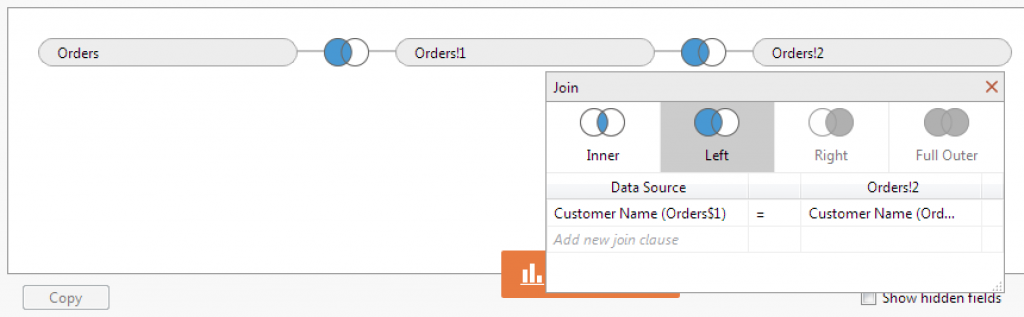 Orders Orders!1 Orders!2
Join
Inner Left Right Full Outer
Data Source Orders!2
Customer Name (Orders$1) = Customer Name (Ord...
Add new join clause
Copy Show hidden fields